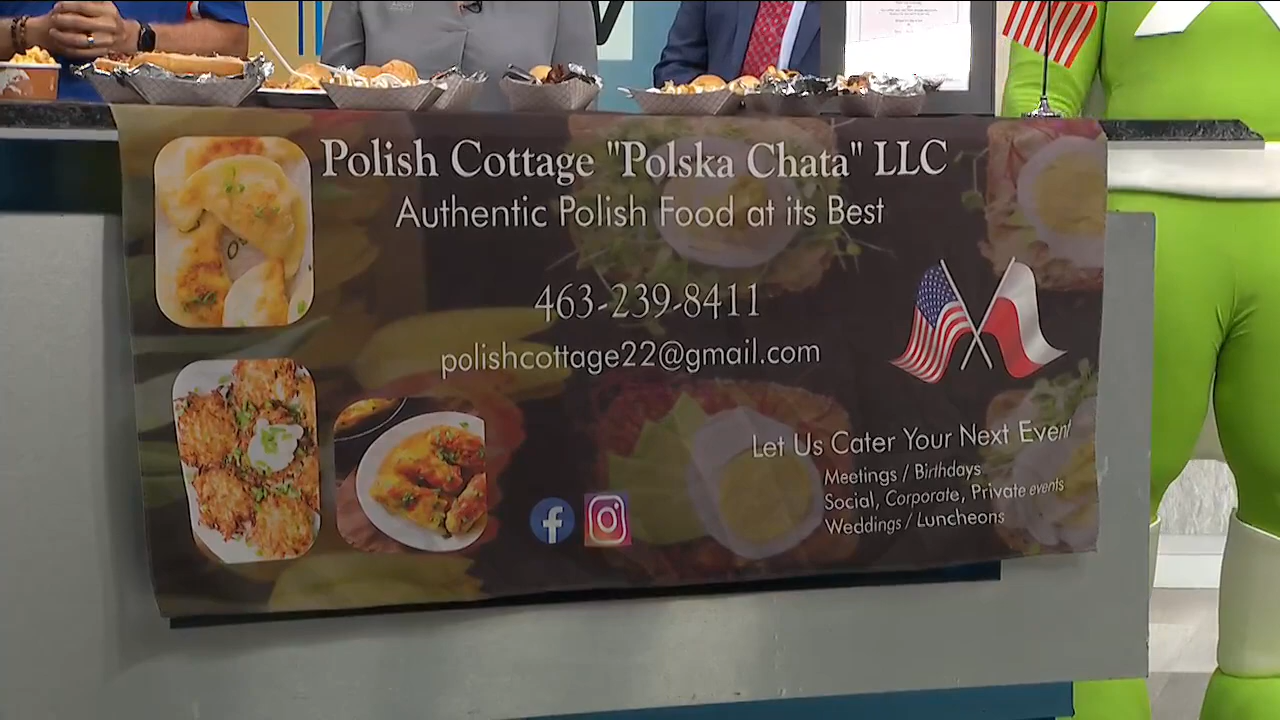 Polish Cottage "Polska Chata" LLC
Authentic Polish Food at its Best
463-239-8411
polishcottage22@gmail.com
Let Us Cater Your Next Event
Meetings / Birthdays
Social, Corporate, Private events
Weddings / Luncheons